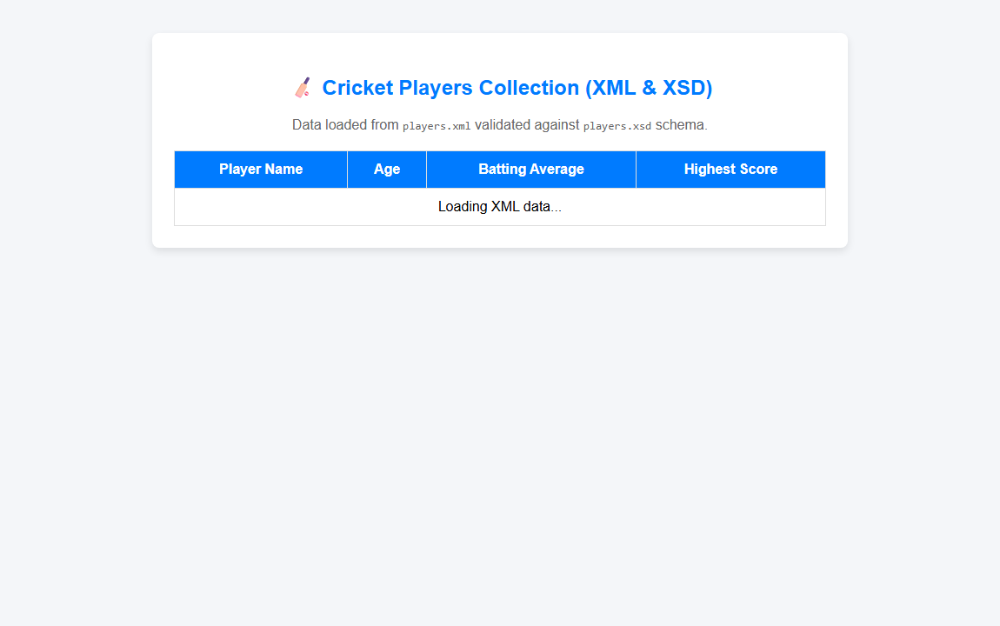 Cricket Players Collection (XML & XSD)
Data loaded from players.xml validated against players.xsd schema.
Player Name Age Batting Average Highest Score
Loading XML data...